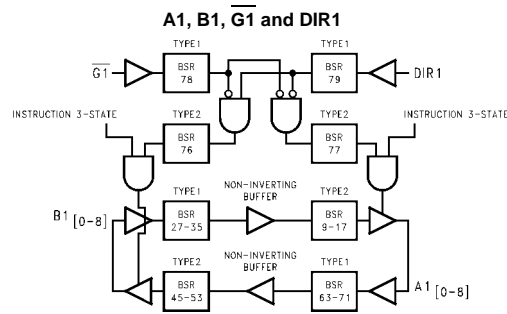 A1, B1, G1 and DIR1
TYPE1
TYPE1
G1
BSR
78
BSR
79
DIR1
INSTRUCTION 3-STATE
TYPE2
TYPE2
INSTRUCTION 3-STATE
BSR
76
BSR
77
TYPE1
NON-INVERTING
BUFFER
TYPE2
B1 [0-8]
BSR
27-35
BSR
9-17
TYPE2
NON-INVERTING
BUFFER
TYPE1
BSR
45-53
BSR
63-71
A1 [0-8]